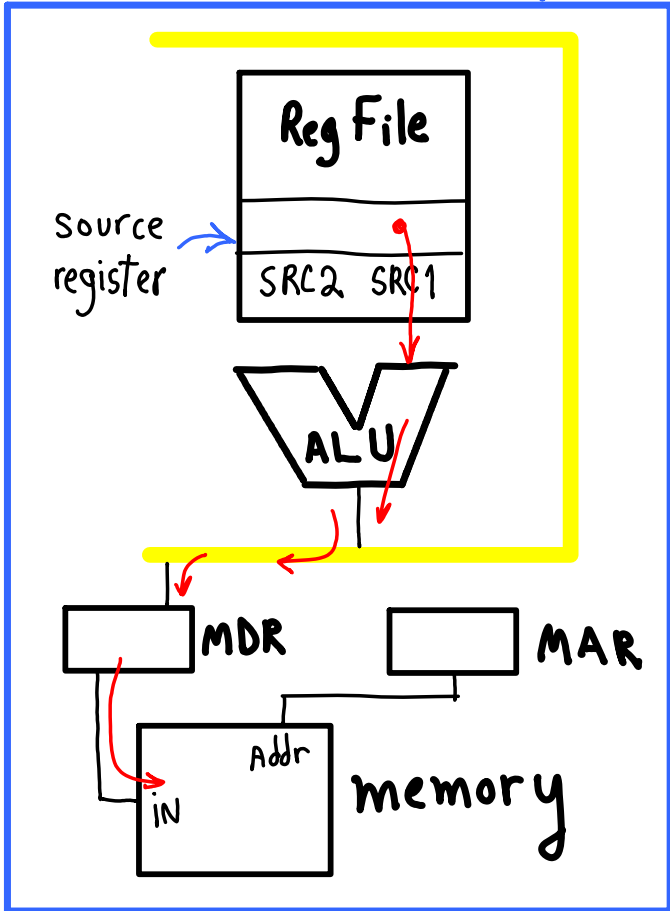 Reg File
source
register
SRC2 SRC1
ALU
MDR
MAR
Addr
iN
memory